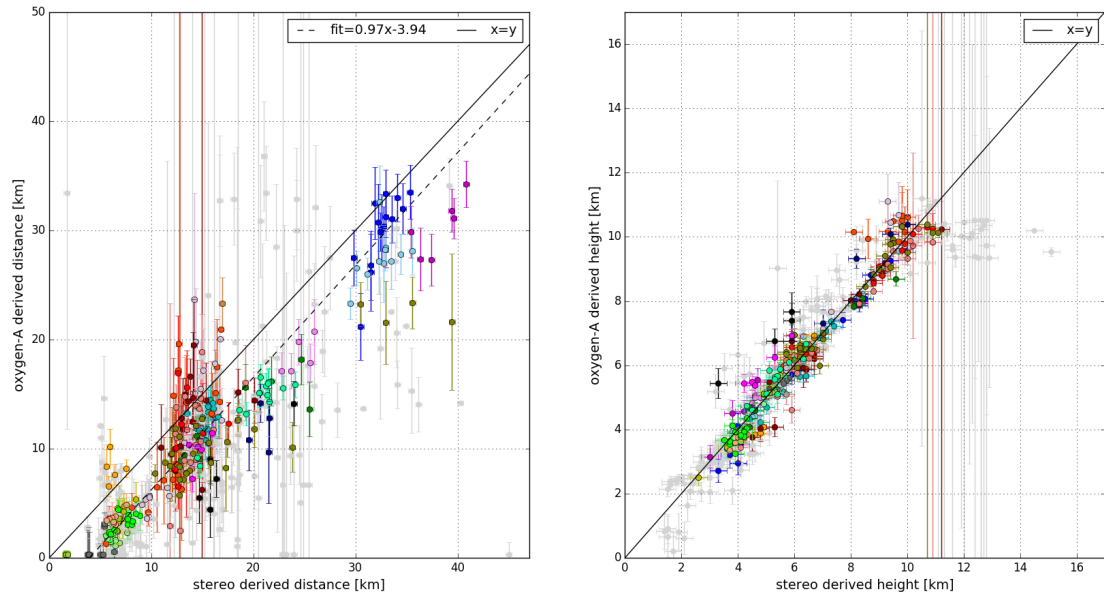 50
40
30
20
10
0
0 10 20 30 40
oxygen-A derived distance [km]
stereo derived distance [km]
fit=0.97x-3.94 x=y
16
14
12
10
8
6
4
2
0
0 2 4 6 8 10 12 14 16
oxygen-A derived height [km]
stereo derived height [km]
x=y